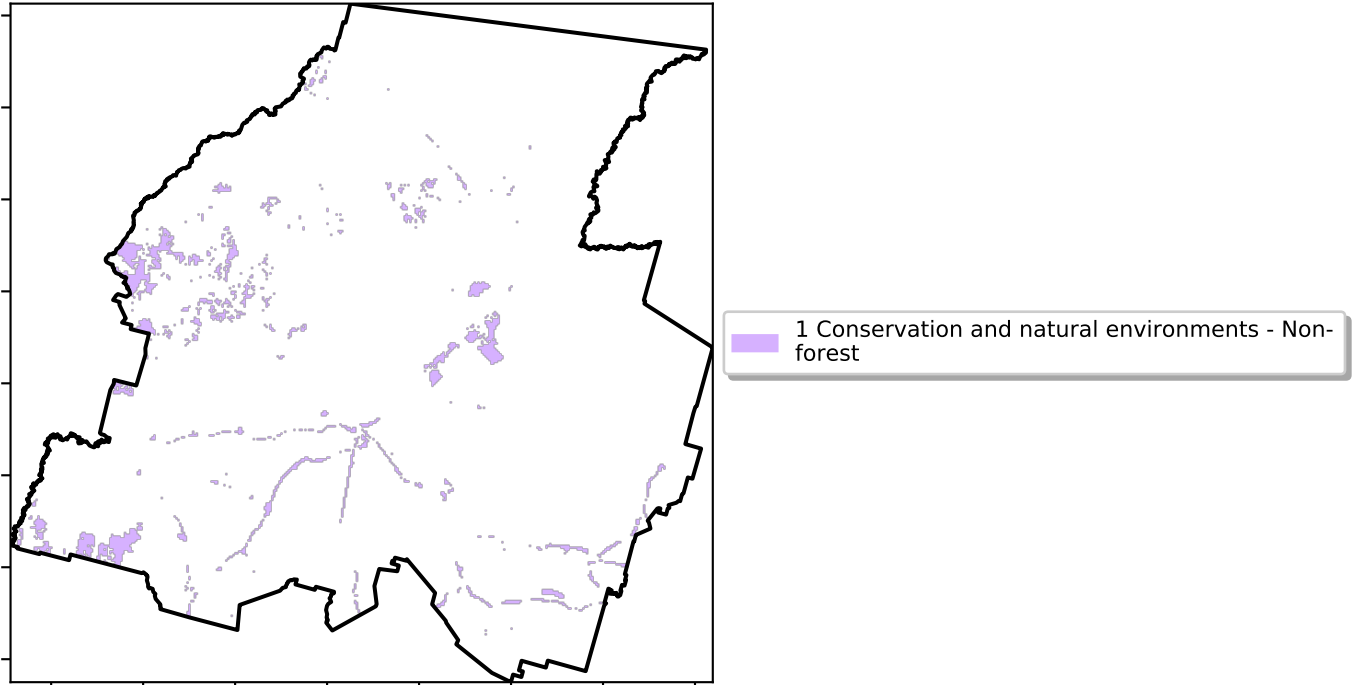 1 Conservation and natural environments - Non-
forest